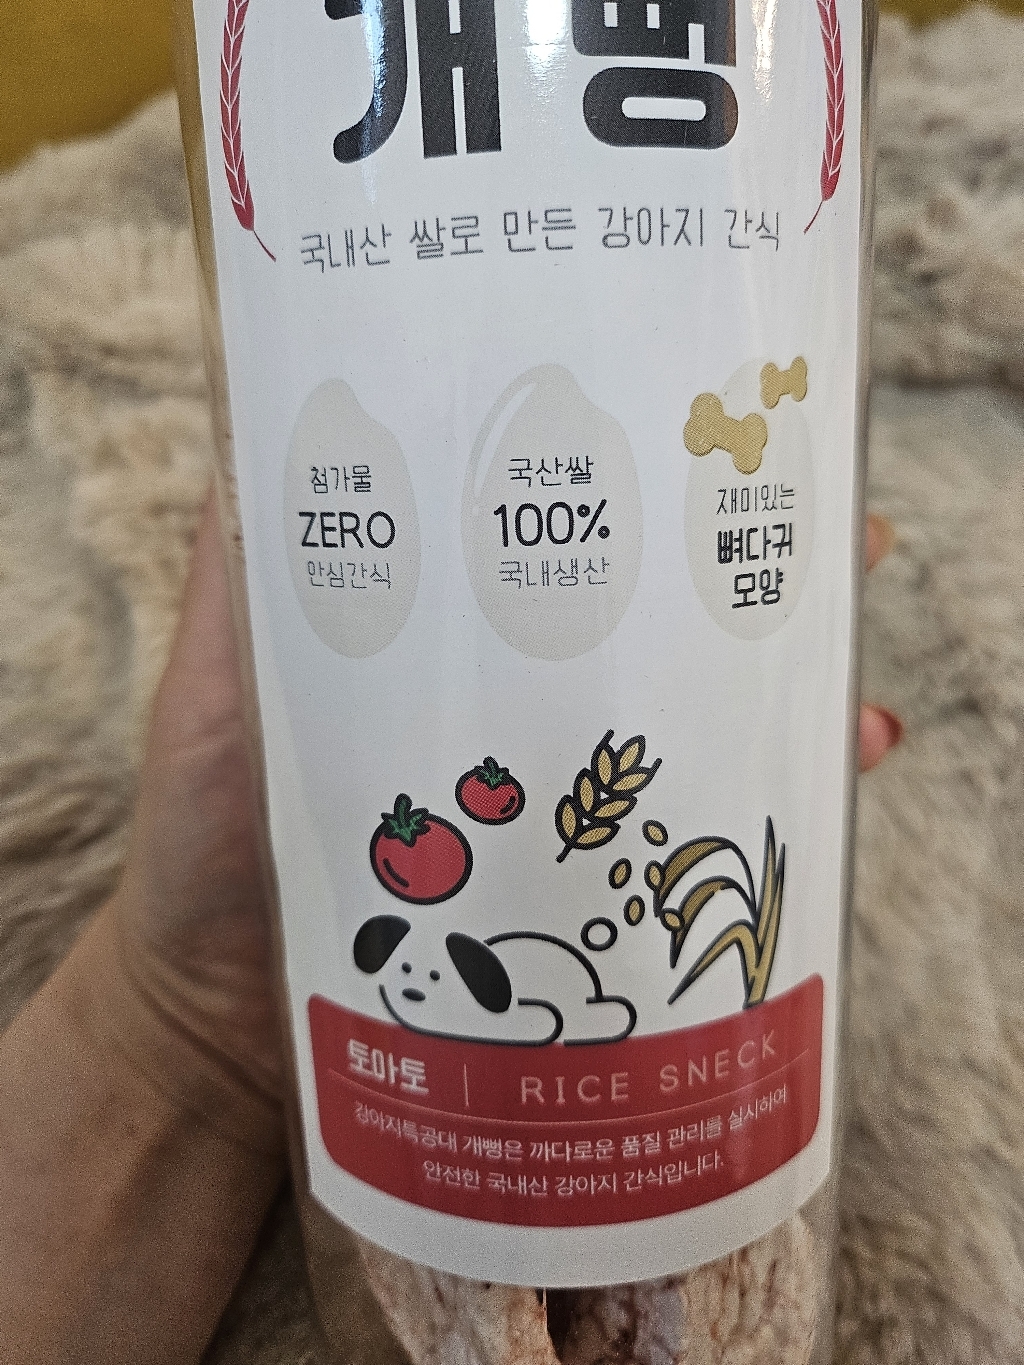 개뻥
국내산 쌀로 만든 강아지 간식
첨가물
ZERO
안심간식
국산쌀
100%
국내생산
재미있는
뼈다귀
모양
토마토 | RICE SNECK
강아지특공대 개뻥은 까다로운 품질 관리를 실시하여
안전한 국내산 강아지 간식입니다.